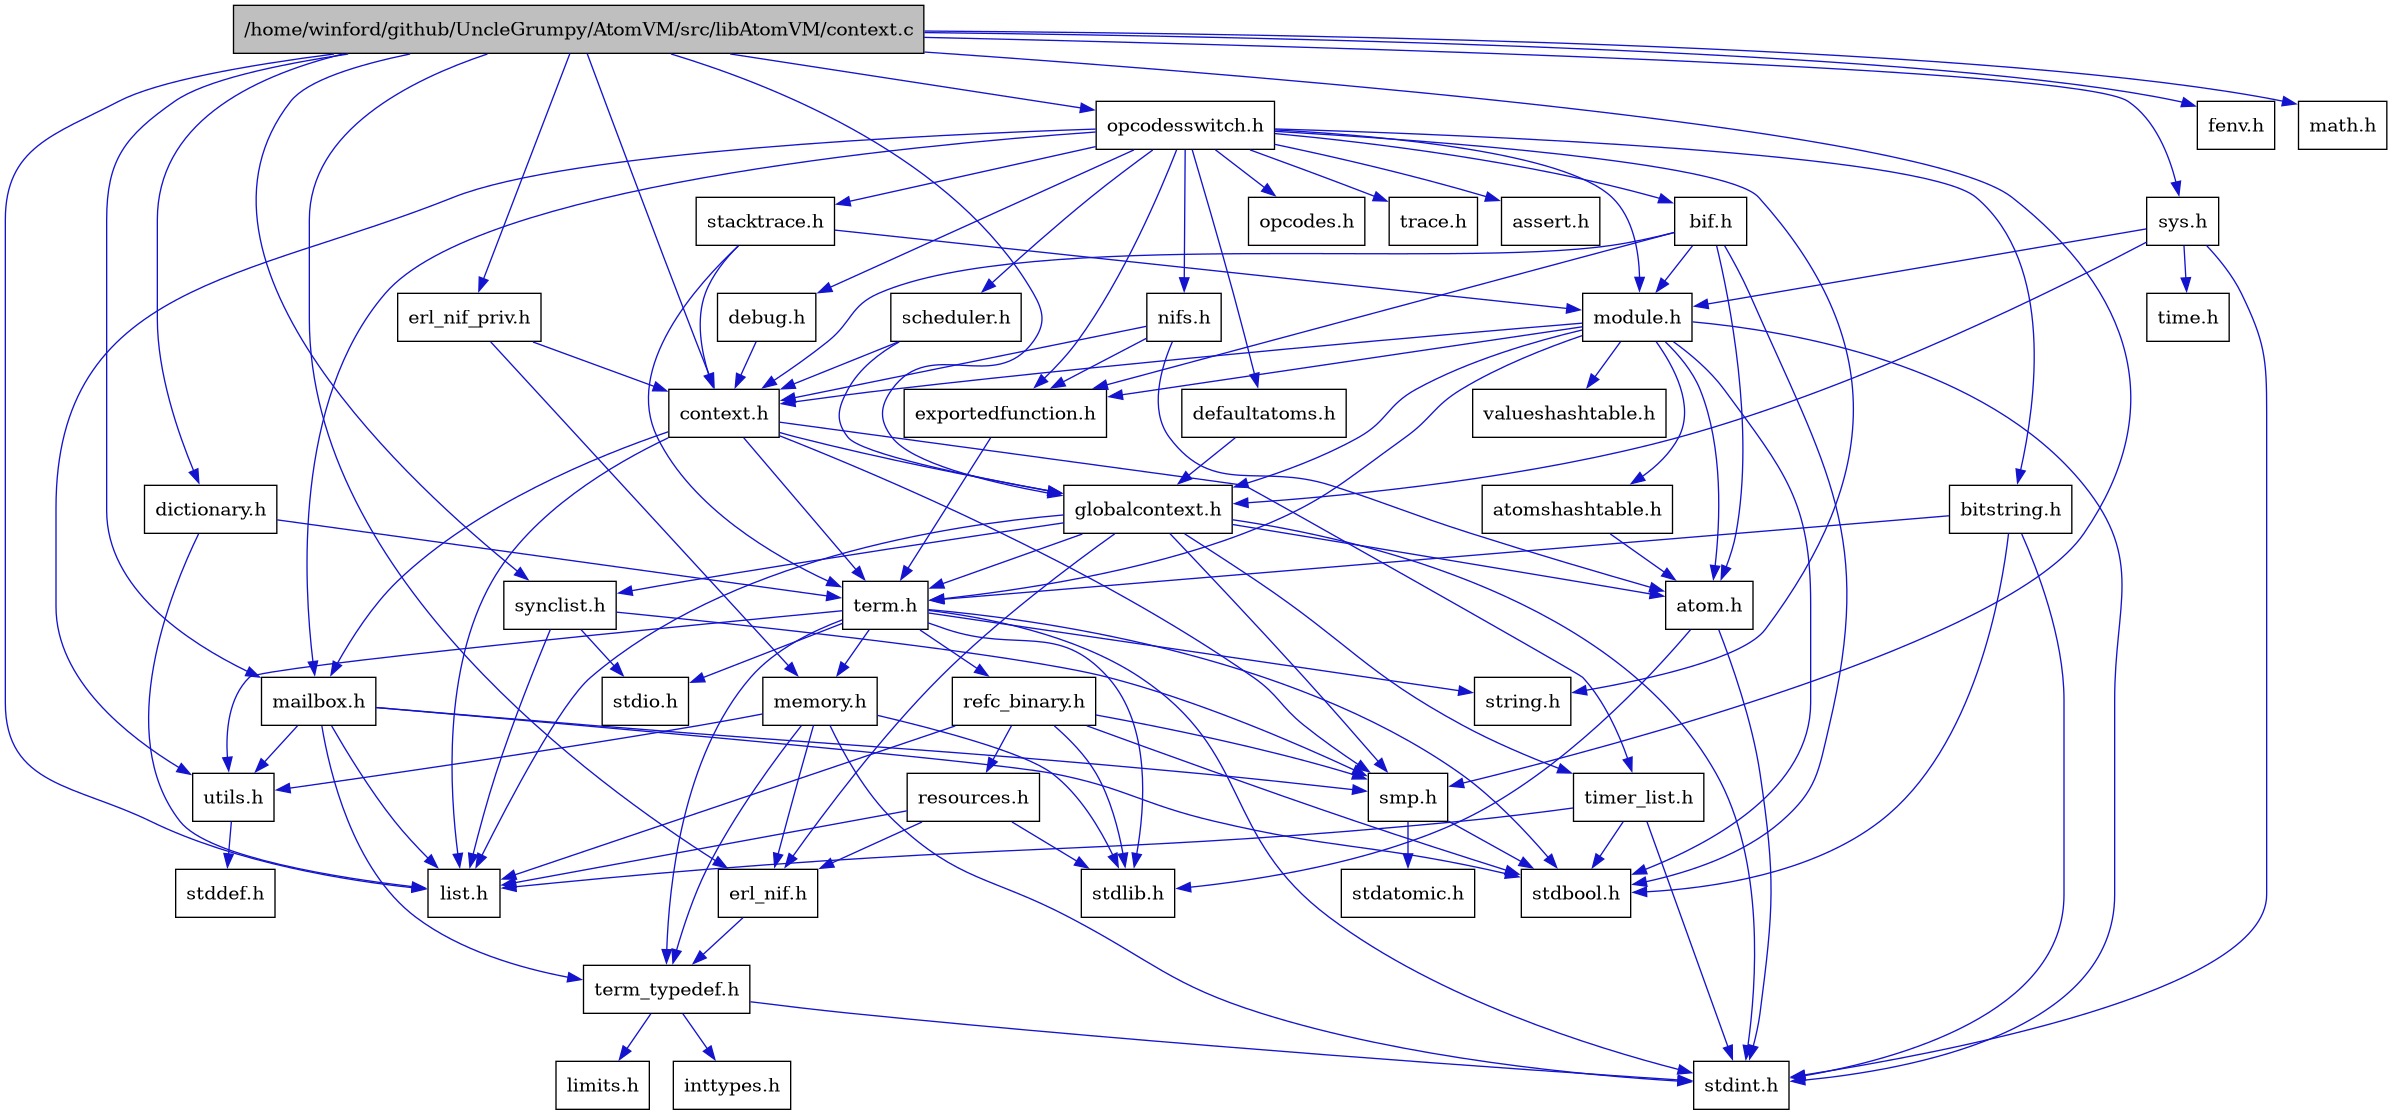 /home/winford/github/UncleGrumpy/AtomVM/src/libAtomVM/context.c
opcodesswitch.h
fenv.h
math.h
stacktrace.h
opcodes.h
trace.h
assert.h
bif.h
sys.h
erl_nif_priv.h
debug.h
scheduler.h
nifs.h
module.h
time.h
context.h
exportedfunction.h
defaultatoms.h
valueshashtable.h
dictionary.h
globalcontext.h
atomshashtable.h
bitstring.h
synclist.h
term.h
atom.h
mailbox.h
stdio.h
memory.h
refc_binary.h
string.h
utils.h
resources.h
smp.h
timer_list.h
stddef.h
list.h
erl_nif.h
stdlib.h
stdatomic.h
stdbool.h
term_typedef.h
limits.h
inttypes.h
stdint.h